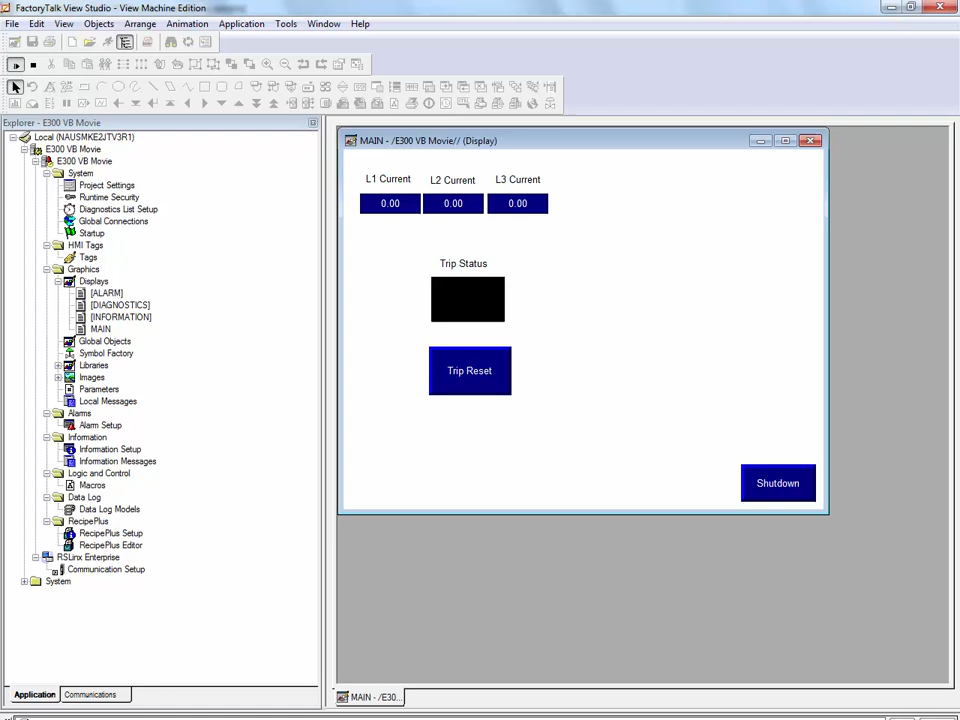 FactoryTalk View Studio - View Machine Edition
File Edit View Objects Arrange Animation Application Tools Window Help
Explorer - E300 VB Movie
Local (NAUSMKE2JTV3R1)
E300 VB Movie
E300 VB Movie
System
Project Settings
Runtime Security
Diagnostics List Setup
Global Connections
Startup
HMI Tags
Tags
Graphics
Displays
[ALARM]
[DIAGNOSTICS]
[INFORMATION]
MAIN
Global Objects
Symbol Factory
Libraries
Images
Parameters
Local Messages
Alarms
Alarm Setup
Information
Information Setup
Information Messages
Logic and Control
Macros
Data Log
Data Log Models
RecipePlus
RecipePlus Setup
RecipePlus Editor
RSLinx Enterprise
Communication Setup
System
Application Communications
MAIN - /E300 VB Movie// (Display)
L1 Current L2 Current L3 Current
0.00 0.00 0.00
Trip Status
Trip Reset
Shutdown
MAIN - /E30...